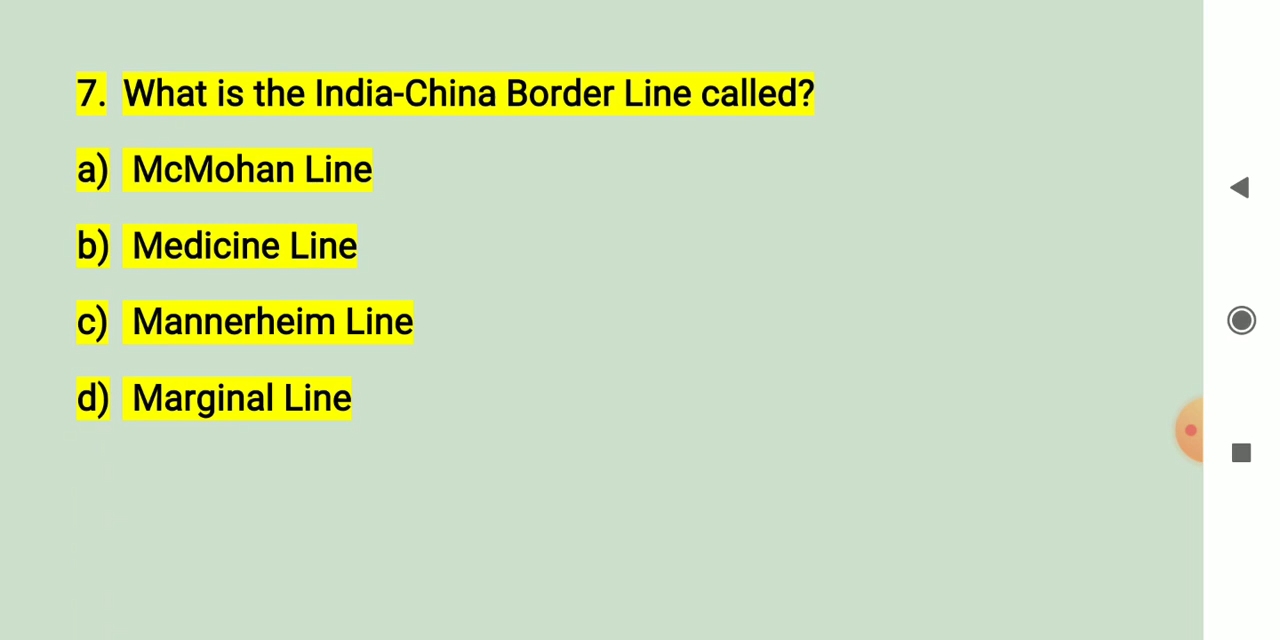 7. What is the India-China Border Line called?
a) McMohan Line
b) Medicine Line
c) Mannerheim Line
d) Marginal Line